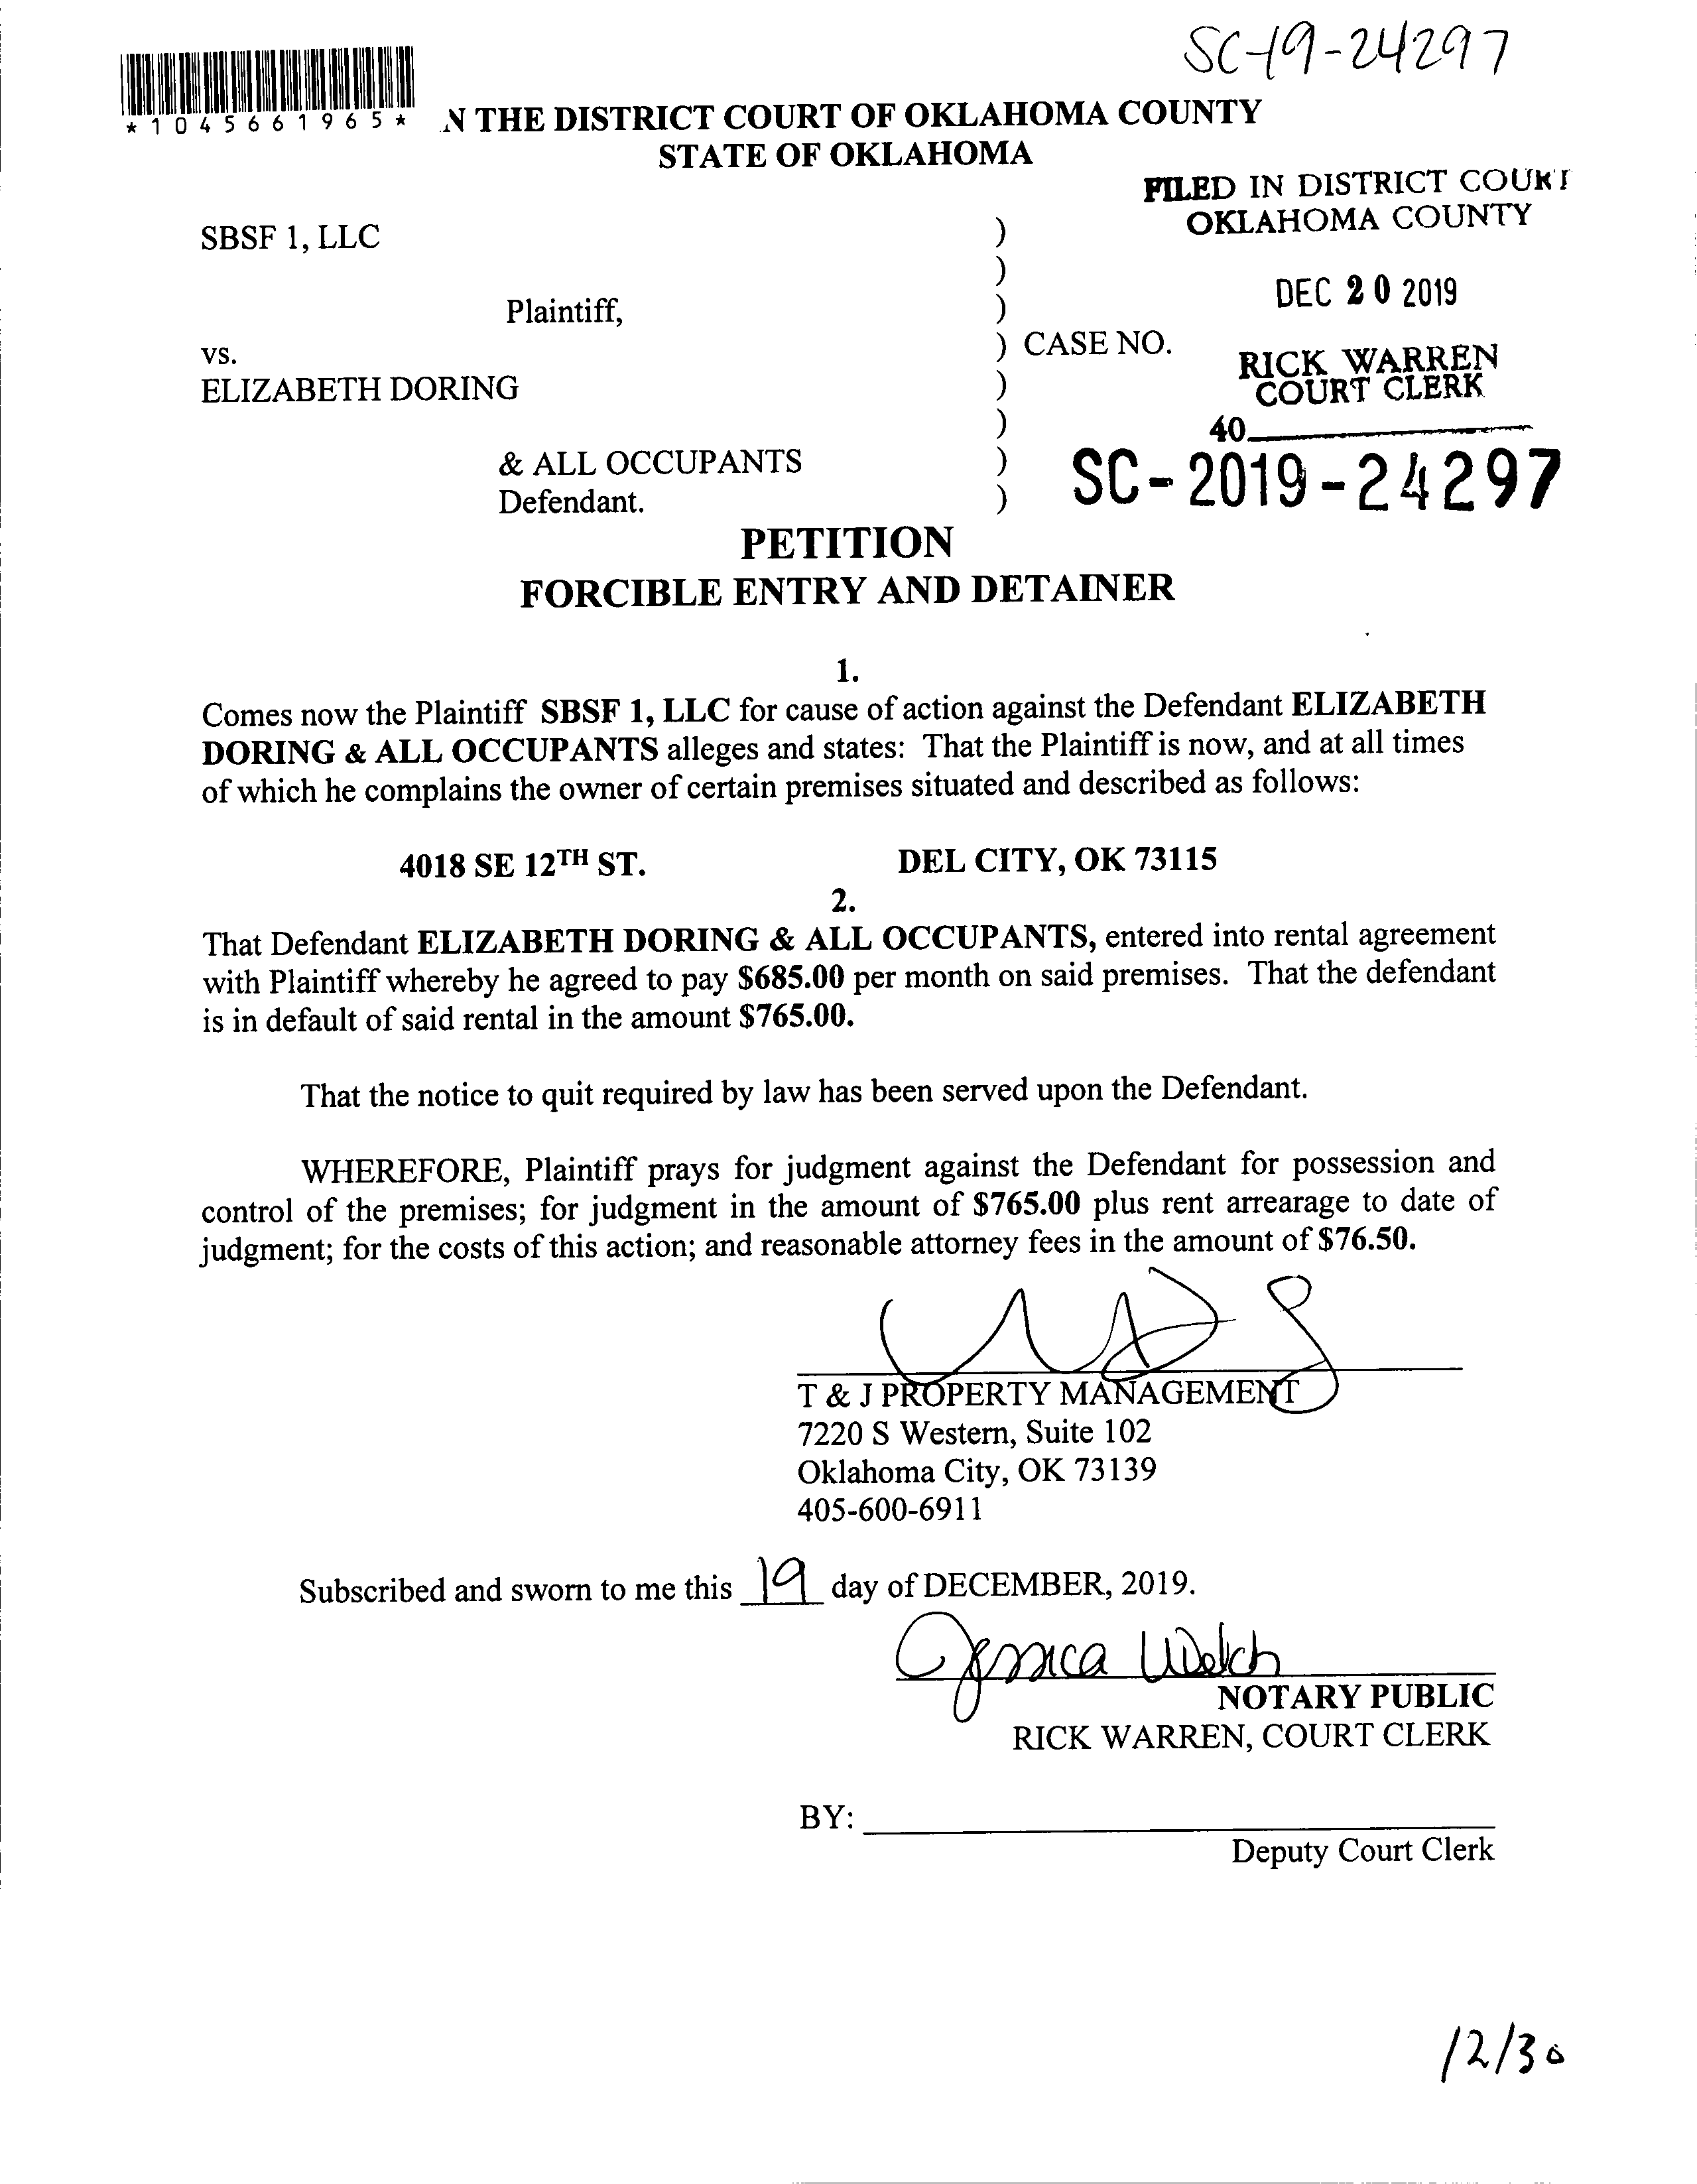 SC-19-24297
*1045661965*
N THE DISTRICT COURT OF OKLAHOMA COUNTY
STATE OF OKLAHOMA
FILED IN DISTRICT COURT
OKLAHOMA COUNTY
SBSF 1, LLC )
)
DEC 20 2019
Plaintiff, )
vs. ) CASE NO.
RICK WARREN
COURT CLERK
ELIZABETH DORING )
)
40
& ALL OCCUPANTS )
SC-2019-24297
Defendant. )
PETITION
FORCIBLE ENTRY AND DETAINER
1.
Comes now the Plaintiff SBSF 1, LLC for cause of action against the Defendant ELIZABETH
DORING & ALL OCCUPANTS alleges and states: That the Plaintiff is now, and at all times
of which he complains the owner of certain premises situated and described as follows:
4018 SE 12TH ST. DEL CITY, OK 73115
2.
That Defendant ELIZABETH DORING & ALL OCCUPANTS, entered into rental agreement
with Plaintiff whereby he agreed to pay $685.00 per month on said premises. That the defendant
is in default of said rental in the amount $765.00.
That the notice to quit required by law has been served upon the Defendant.
WHEREFORE, Plaintiff prays for judgment against the Defendant for possession and
control of the premises; for judgment in the amount of $765.00 plus rent arrearage to date of
judgment; for the costs of this action; and reasonable attorney fees in the amount of $76.50.
T & J PROPERTY MANAGEMENT
7220 S Western, Suite 102
Oklahoma City, OK 73139
405-600-6911
Subscribed and sworn to me this 19 day of DECEMBER, 2019.
Jessica Welch
NOTARY PUBLIC
RICK WARREN, COURT CLERK
BY:
Deputy Court Clerk
12/30